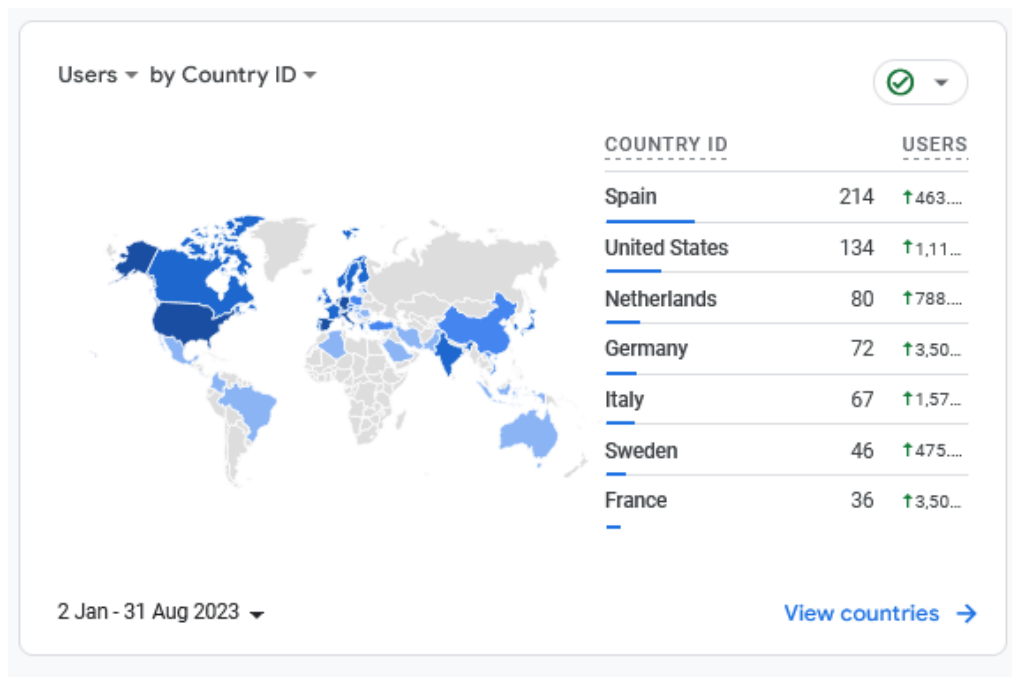 Users by Country ID
COUNTRY ID USERS
Spain 214 ↑463....
United States 134 ↑1,11...
Netherlands 80 ↑788....
Germany 72 ↑3,50...
Italy 67 ↑1,57...
Sweden 46 ↑475....
France 36 ↑3,50...
2 Jan - 31 Aug 2023
View countries →